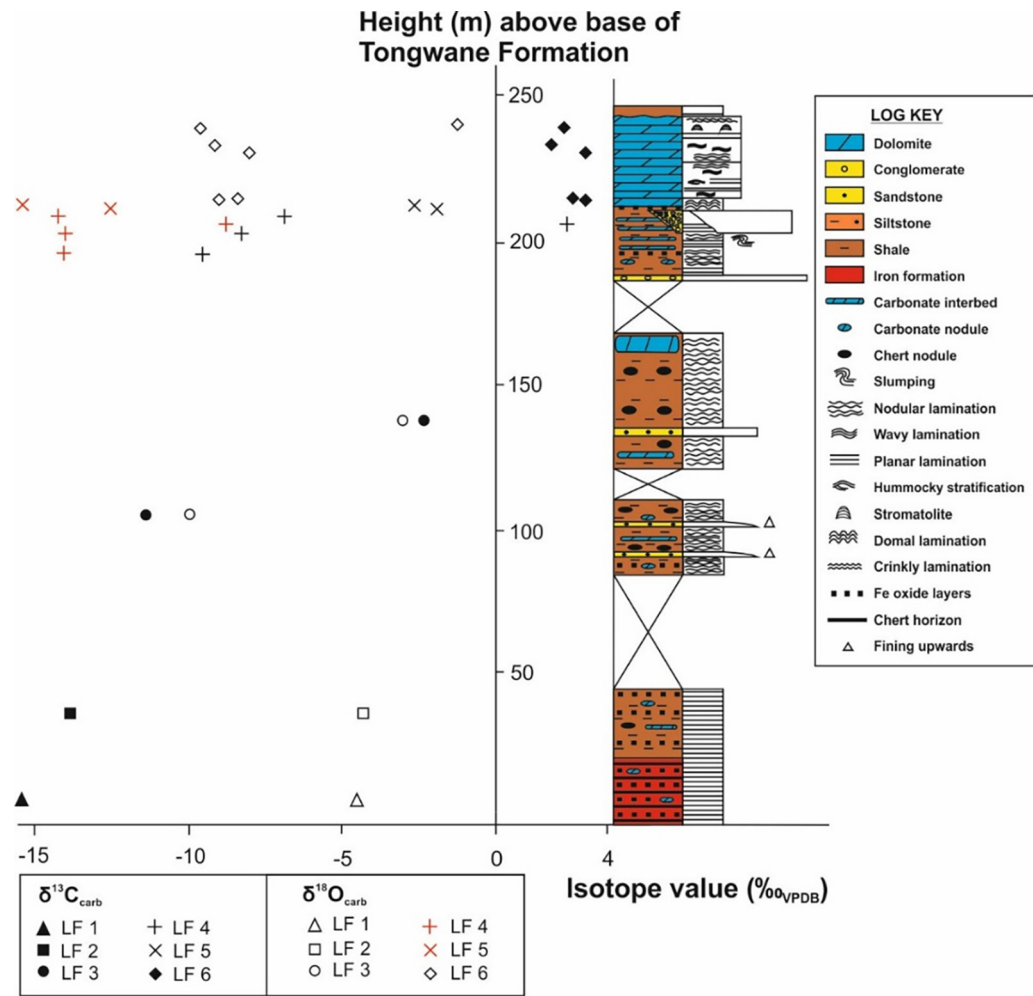 Height (m) above base of
Tongwane Formation
250
200
150
100
50
-15
-10
-5
0
4
Isotope value (‰VPDB)
LOG KEY
Dolomite
Conglomerate
Sandstone
Siltstone
Shale
Iron formation
Carbonate interbed
Carbonate nodule
Chert nodule
Slumping
Nodular lamination
Wavy lamination
Planar lamination
Hummocky stratification
Stromatolite
Domal lamination
Crinkly lamination
Fe oxide layers
Chert horizon
Fining upwards
δ¹³Ccarb
LF 1
LF 2
LF 3
LF 4
LF 5
LF 6
δ¹⁸Ocarb
LF 1
LF 2
LF 3
LF 4
LF 5
LF 6